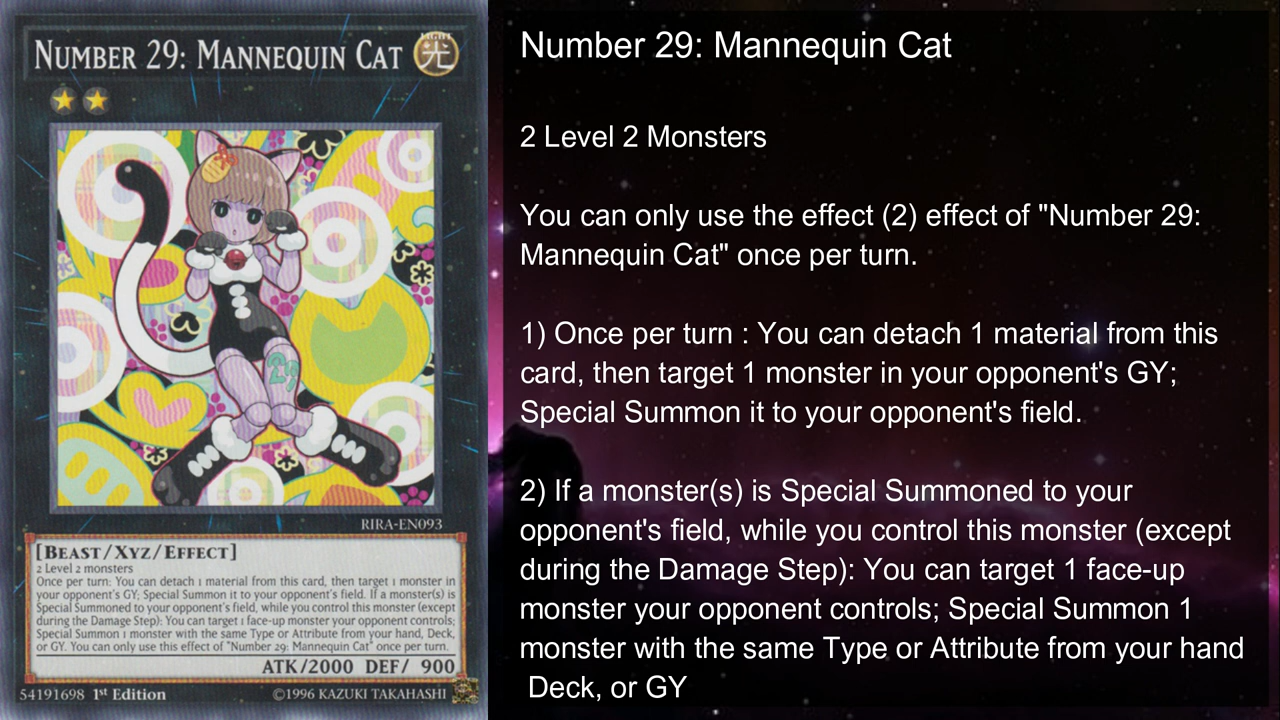 NUMBER 29: MANNEQUIN CAT
LIGHT
光
29
RIRA-EN093
[BEAST/XYZ/EFFECT]
2 Level 2 monsters
Once per turn: You can detach 1 material from this card, then target 1 monster in
your opponent's GY; Special Summon it to your opponent's field. If a monster(s) is
Special Summoned to your opponent's field, while you control this monster (except
during the Damage Step): You can target 1 face-up monster your opponent controls;
Special Summon 1 monster with the same Type or Attribute from your hand, Deck,
or GY. You can only use this effect of "Number 29: Mannequin Cat" once per turn.
ATK/2000 DEF/ 900
54191698 1st Edition ©1996 KAZUKI TAKAHASHI
Number 29: Mannequin Cat
2 Level 2 Monsters
You can only use the effect (2) effect of "Number 29:
Mannequin Cat" once per turn.
1) Once per turn : You can detach 1 material from this
card, then target 1 monster in your opponent's GY;
Special Summon it to your opponent's field.
2) If a monster(s) is Special Summoned to your
opponent's field, while you control this monster (except
during the Damage Step): You can target 1 face-up
monster your opponent controls; Special Summon 1
monster with the same Type or Attribute from your hand
Deck, or GY